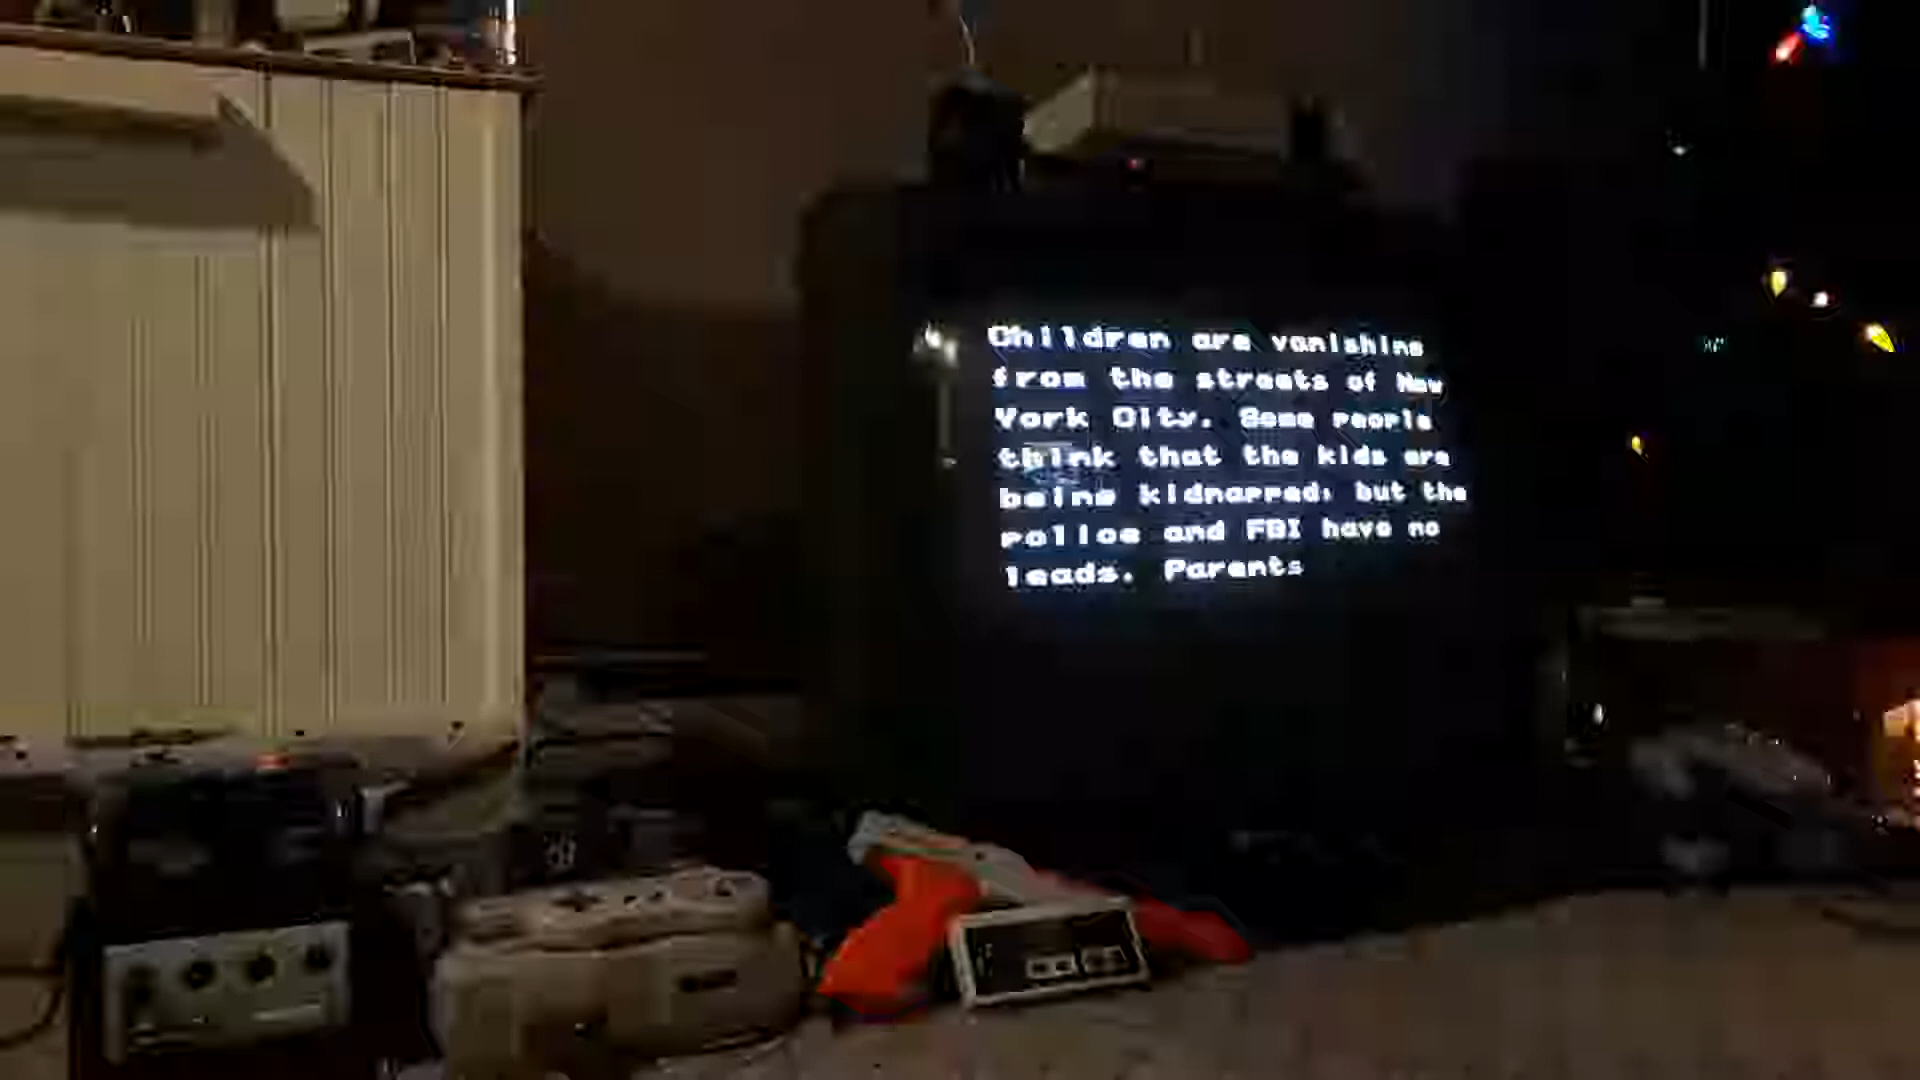 Children are vanishing
from the streets of New
York City. Some people
think that the kids are
being kidnapped; but the
police and FBI have no
leads. Parents